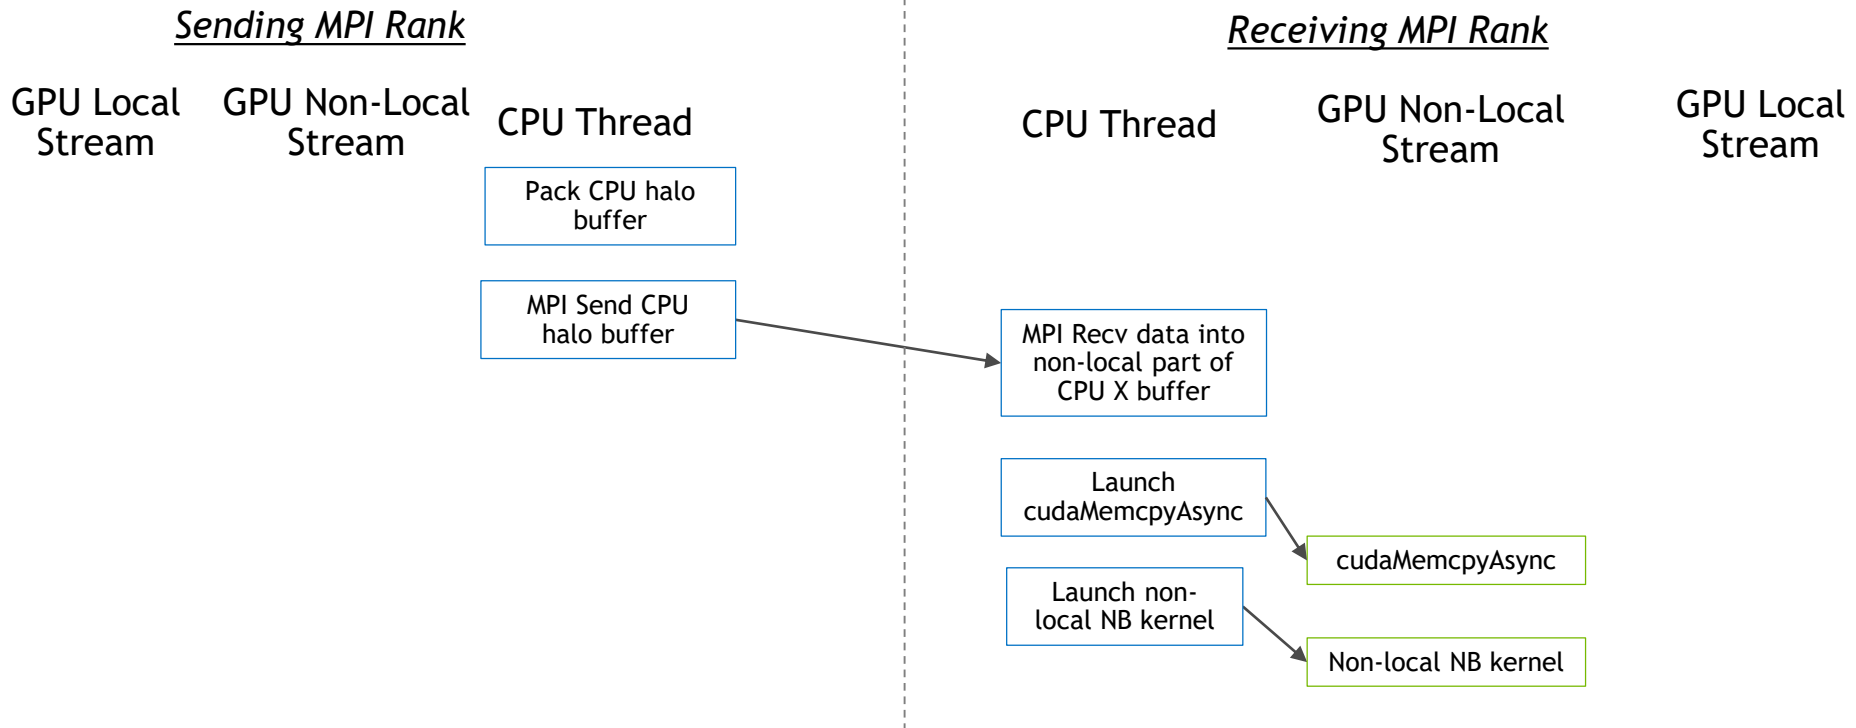 Sending MPI Rank
Receiving MPI Rank
GPU Local
Stream
GPU Non-Local
Stream
CPU Thread
CPU Thread
GPU Non-Local
Stream
GPU Local
Stream
Pack CPU halo
buffer
MPI Send CPU
halo buffer
MPI Recv data into
non-local part of
CPU X buffer
Launch
cudaMemcpyAsync
cudaMemcpyAsync
Launch non-
local NB kernel
Non-local NB kernel